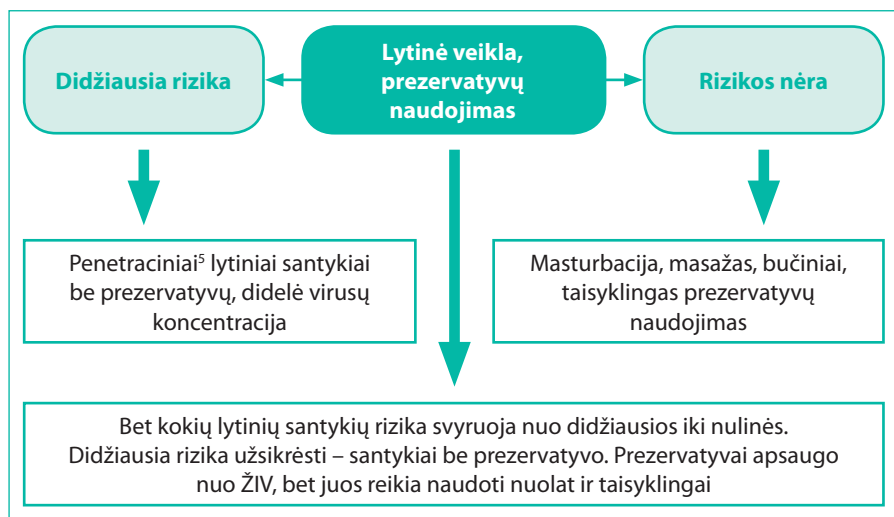 Didžiausia rizika
Lytinė veikla,
prezervatyvų
naudojimas
Rizikos nėra
Penetraciniai⁵ lytiniai santykiai
be prezervatyvų, didelė virusų
koncentracija
Masturbacija, masažas, bučiniai,
taisyklingas prezervatyvų
naudojimas
Bet kokių lytinių santykių rizika svyruoja nuo didžiausios iki nulinės.
Didžiausia rizika užsikrėsti – santykiai be prezervatyvo. Prezervatyvai apsaugo
nuo ŽIV, bet juos reikia naudoti nuolat ir taisyklingai